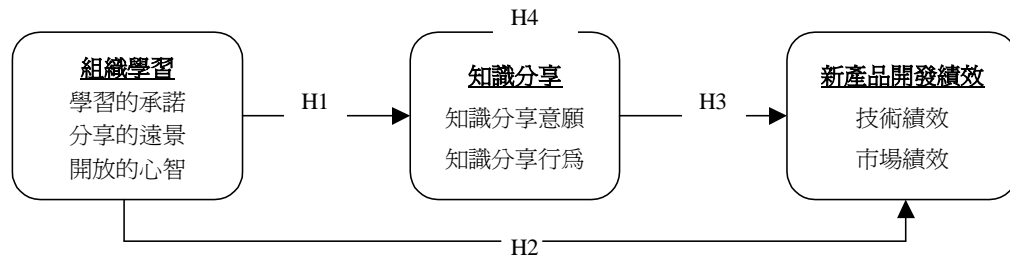 H4
組織學習
學習的承諾
分享的遠景
開放的心智
H1
知識分享
知識分享意願
知識分享行為
H3
新產品開發績效
技術績效
市場績效
H2